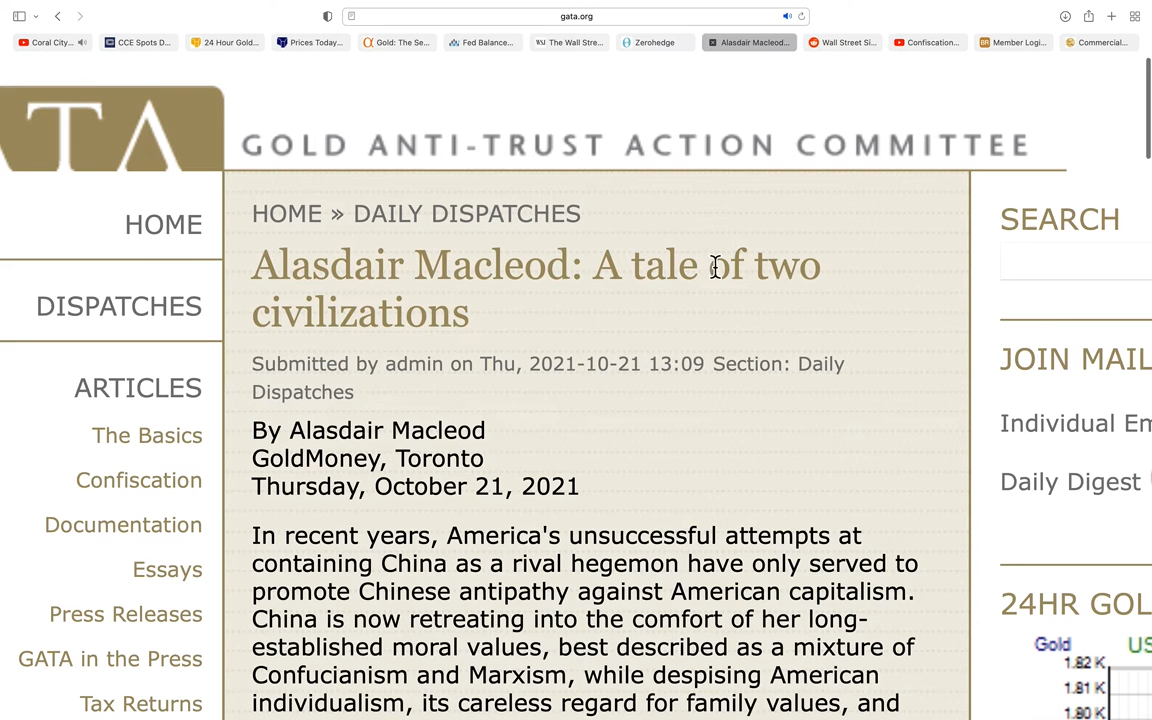 gata.org
Coral City...
CCE Spots D...
24 Hour Gold...
Prices Today...
Gold: The Se...
Fed Balance...
WSJ The Wall Stre...
Zerohedge
Alasdair Macleod...
Wall Street Si...
Confiscation...
BR Member Logi...
Commercial...
TA
GOLD ANTI-TRUST ACTION COMMITTEE
HOME
DISPATCHES
ARTICLES
The Basics
Confiscation
Documentation
Essays
Press Releases
GATA in the Press
Tax Returns
HOME » DAILY DISPATCHES
Alasdair Macleod: A tale of two
civilizations
Submitted by admin on Thu, 2021-10-21 13:09 Section: Daily
Dispatches
By Alasdair Macleod
GoldMoney, Toronto
Thursday, October 21, 2021
In recent years, America's unsuccessful attempts at
containing China as a rival hegemon have only served to
promote Chinese antipathy against American capitalism.
China is now retreating into the comfort of her long-
established moral values, best described as a mixture of
Confucianism and Marxism, while despising American
individualism, its careless regard for family values, and
SEARCH
JOIN MAIL
Individual Em
Daily Digest
24HR GOL
Gold US
1.82 K
1.81 K
1.80 K